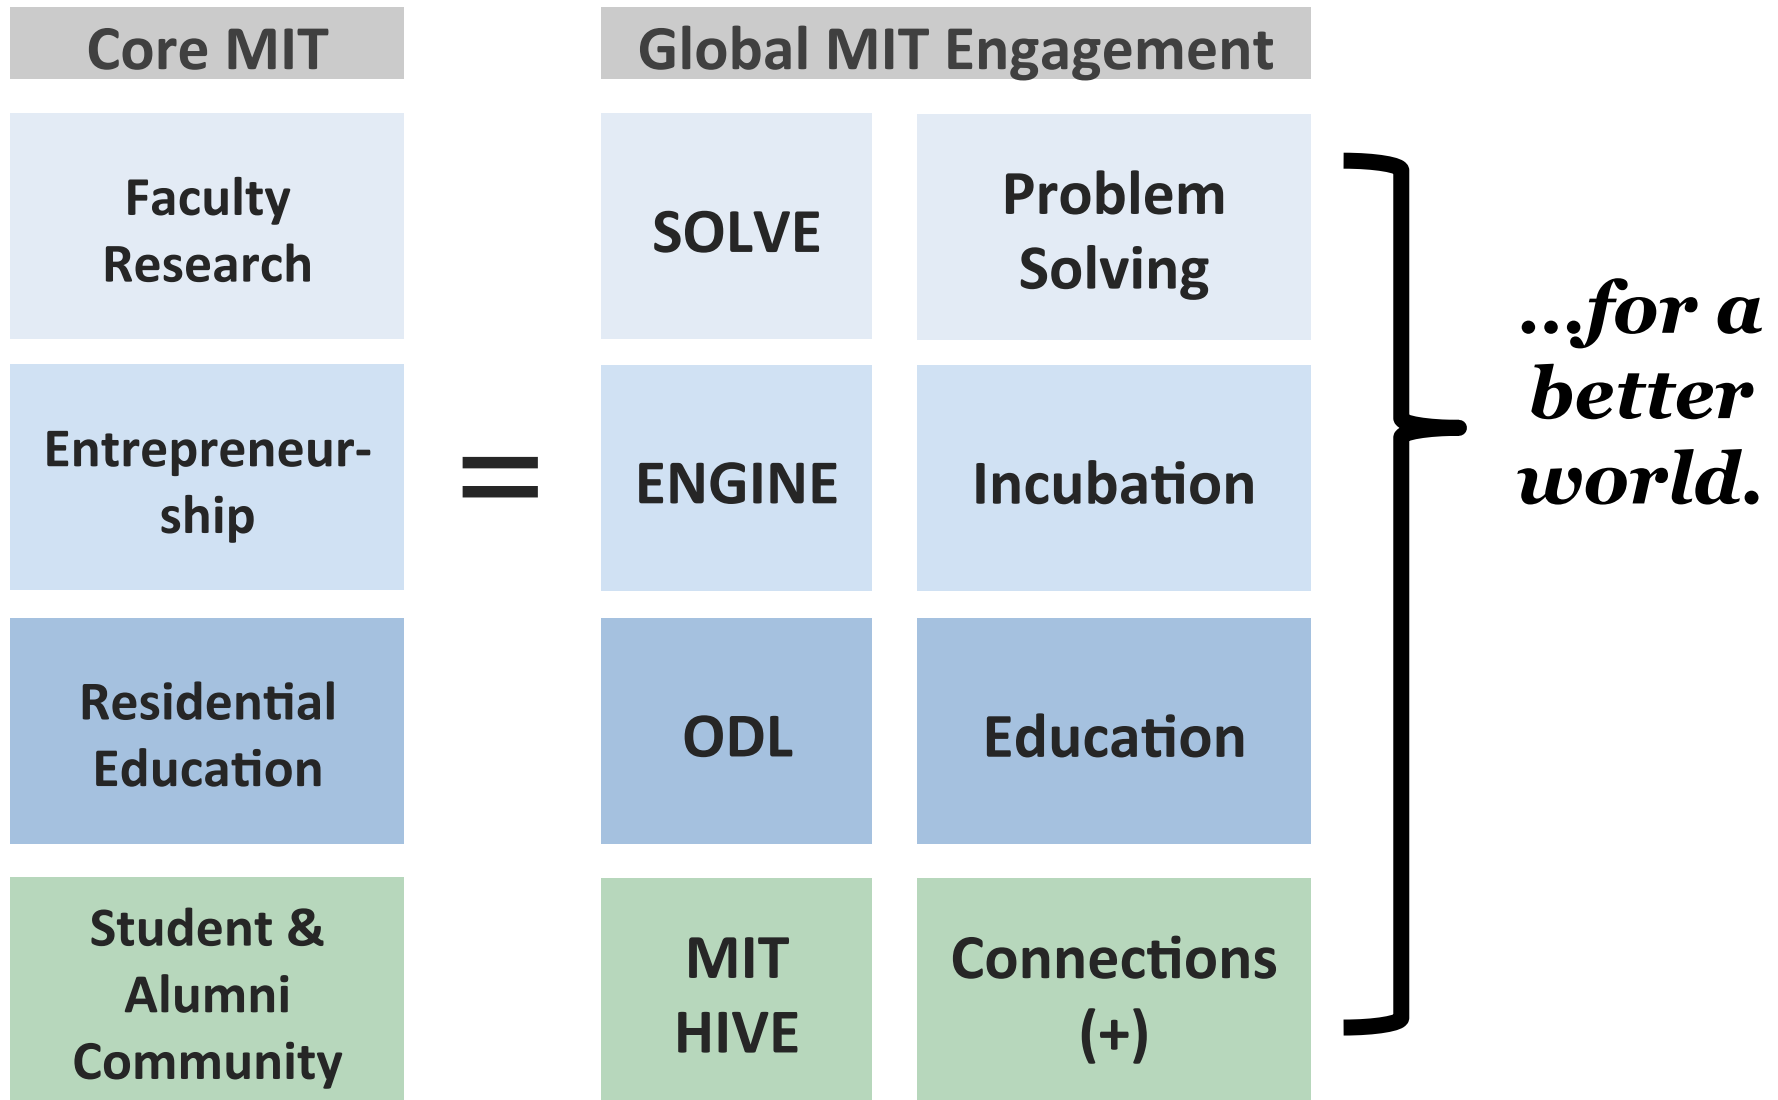 Core MIT
Global MIT Engagement
Faculty
Research
SOLVE
Problem
Solving
Entrepreneur-
ship
=
ENGINE
Incubation
Residential
Education
ODL
Education
Student &
Alumni
Community
MIT
HIVE
Connections
(+)
...for a
better
world.